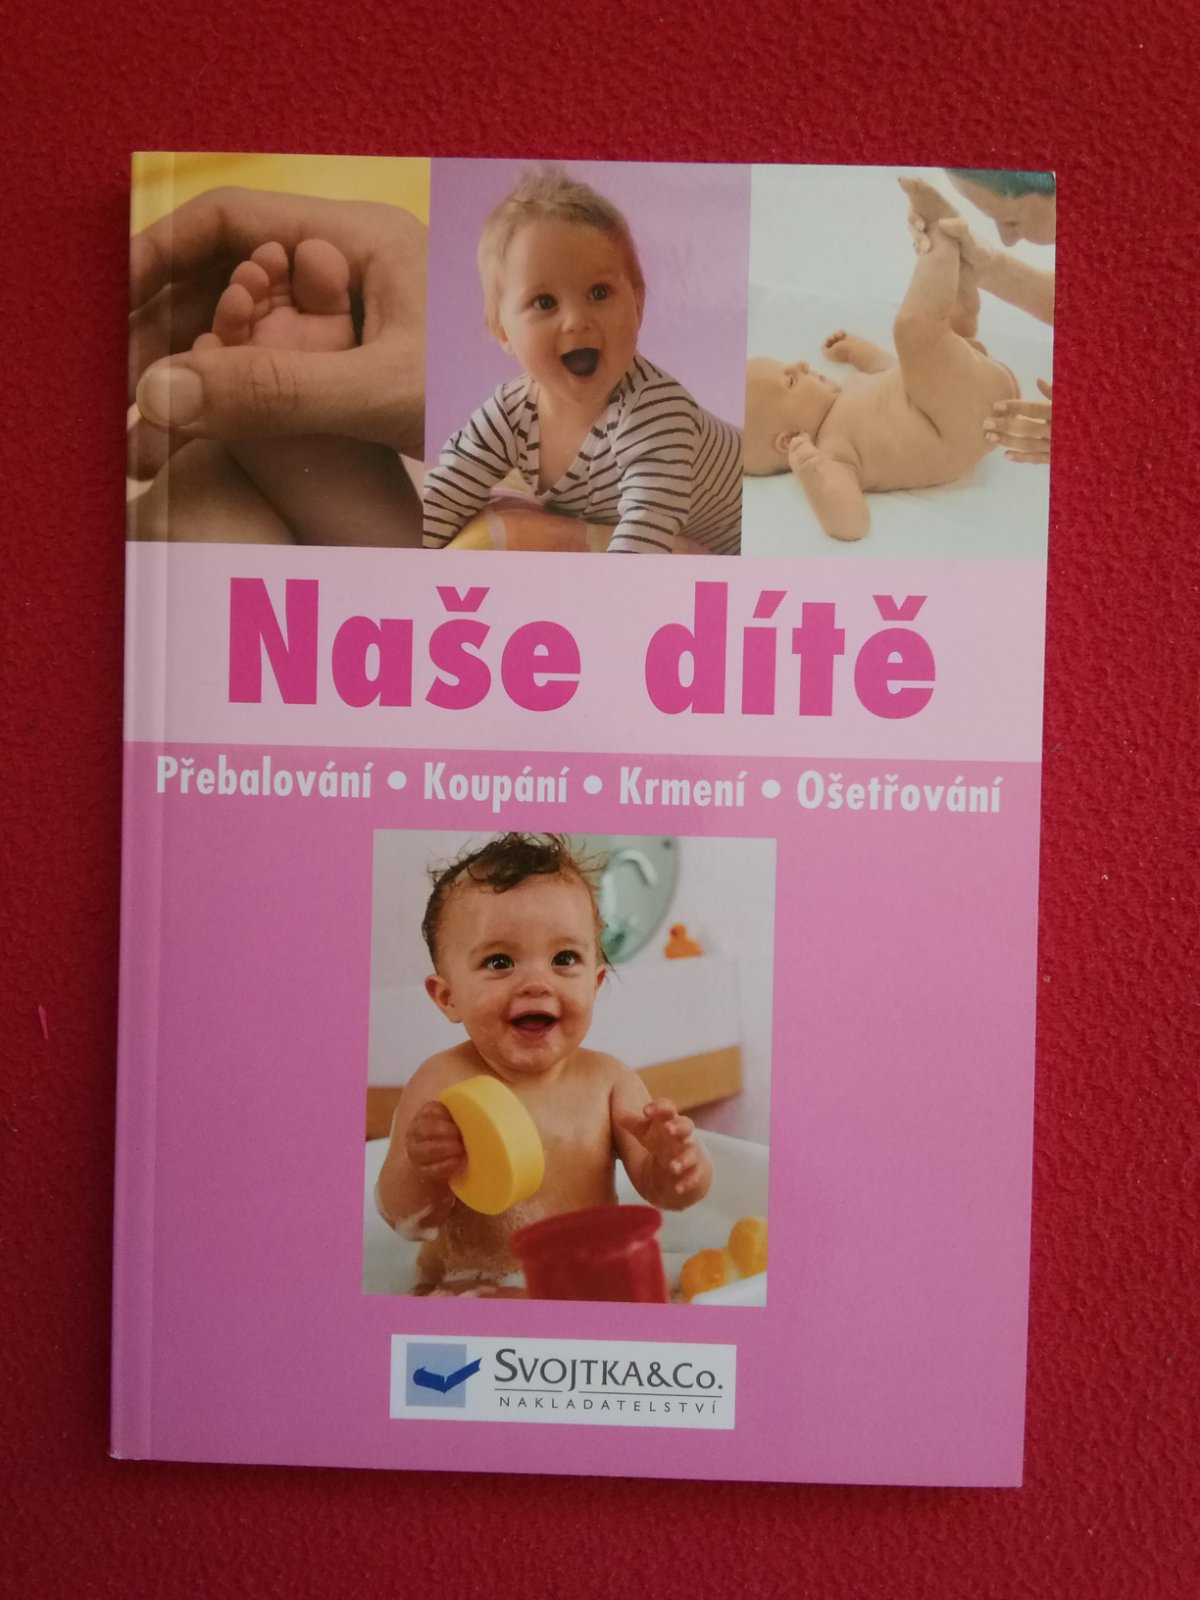 Naše dítě
Přebalování • Koupání • Krmení • Ošetřování
SVOJTKA&CO.
NAKLADATELSTVÍ